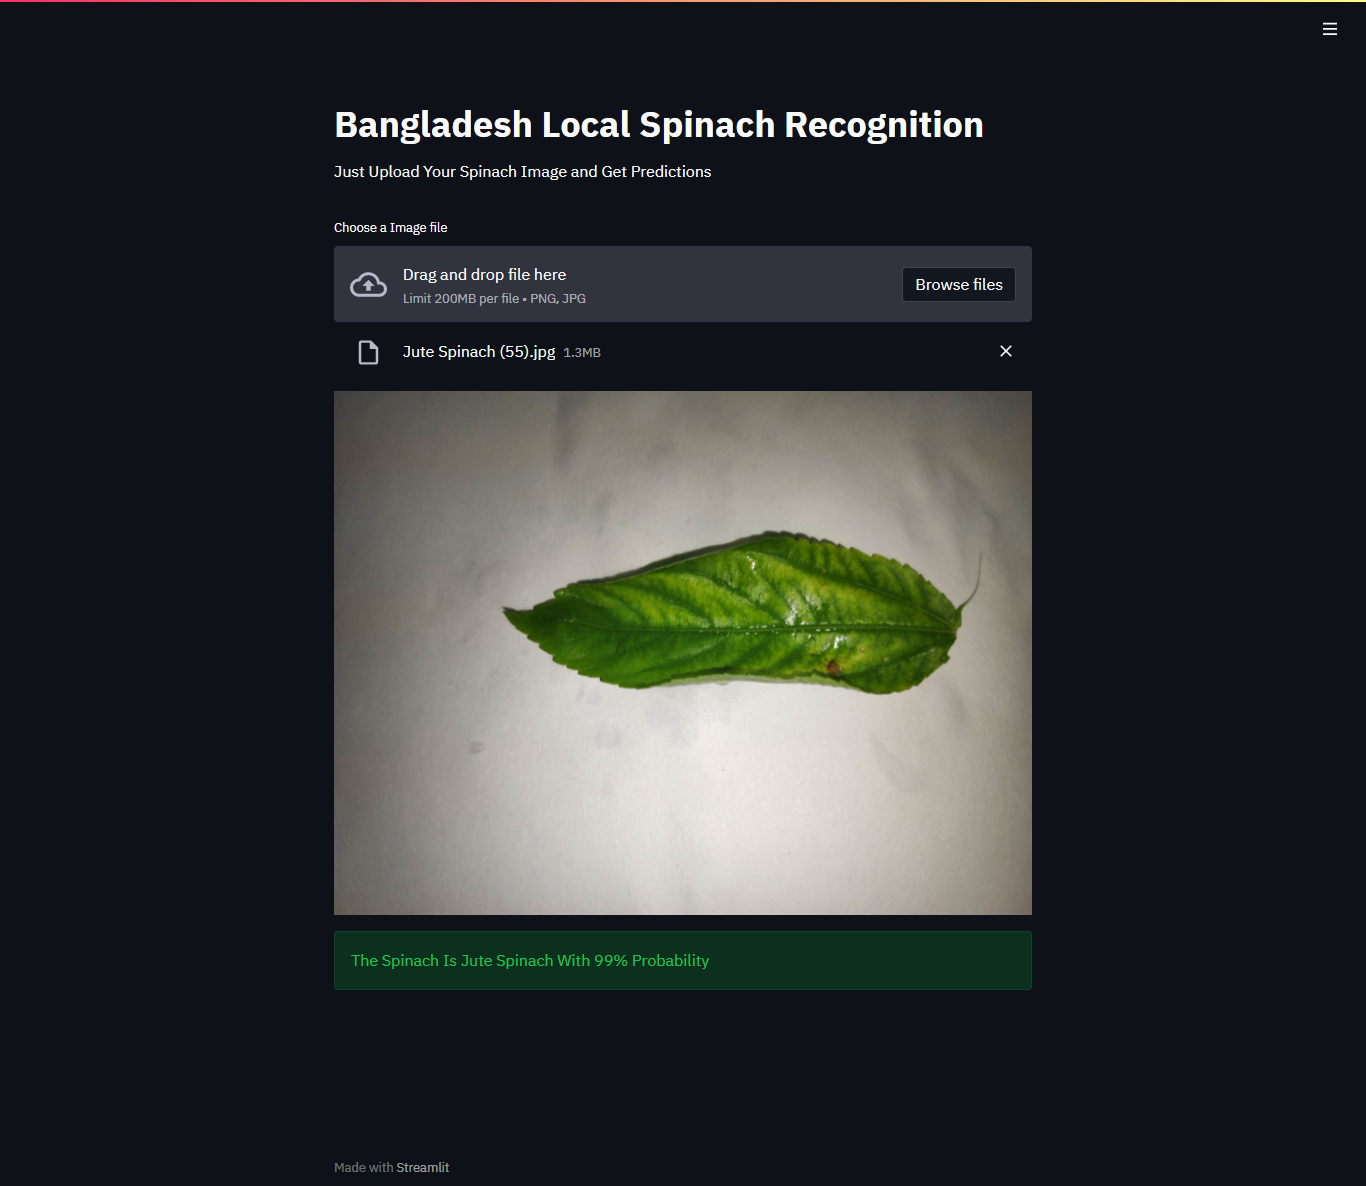 Bangladesh Local Spinach Recognition
Just Upload Your Spinach Image and Get Predictions
Choose a Image file
Drag and drop file here
Limit 200MB per file • PNG, JPG
Browse files
Jute Spinach (55).jpg 1.3MB
The Spinach Is Jute Spinach With 99% Probability
Made with Streamlit